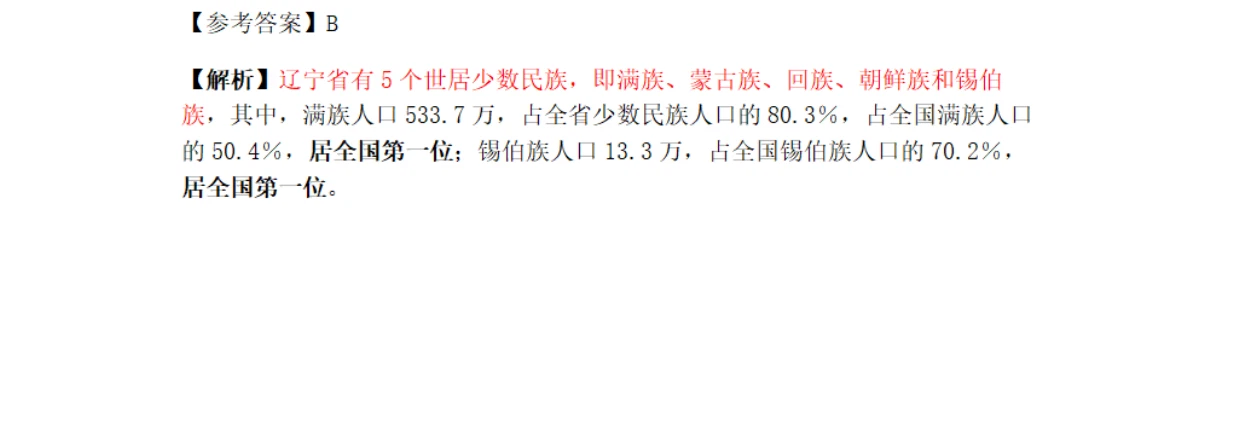 【参考答案】B
【解析】辽宁省有 5 个世居少数民族，即满族、蒙古族、回族、朝鲜族和锡伯
族，其中，满族人口 533.7 万，占全省少数民族人口的 80.3%，占全国满族人口
的 50.4%，居全国第一位；锡伯族人口 13.3 万，占全国锡伯族人口的 70.2%，
居全国第一位。